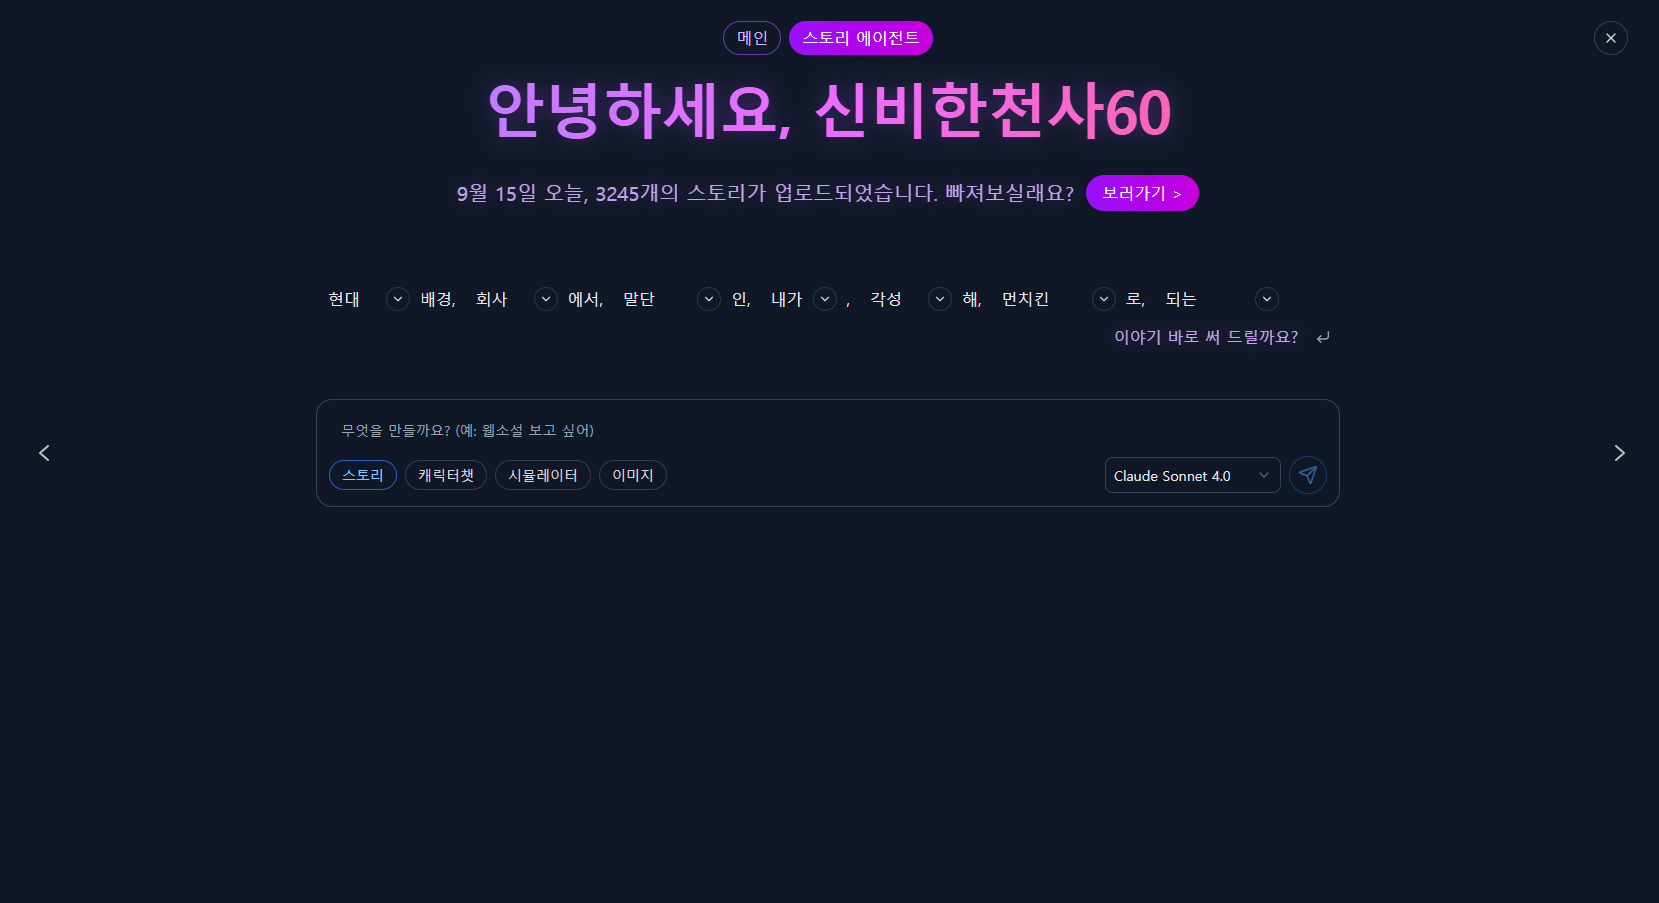 메인 스토리 에이전트
안녕하세요, 신비한천사60
9월 15일 오늘, 3245개의 스토리가 업로드되었습니다. 빠져보실래요? 보러가기 >
현대 배경, 회사 에서, 말단 인, 내가 , 각성 해, 먼치킨 로, 되는
이야기 바로 써 드릴까요?
무엇을 만들까요? (예: 웹소설 보고 싶어)
스토리 캐릭터챗 시뮬레이터 이미지 Claude Sonnet 4.0